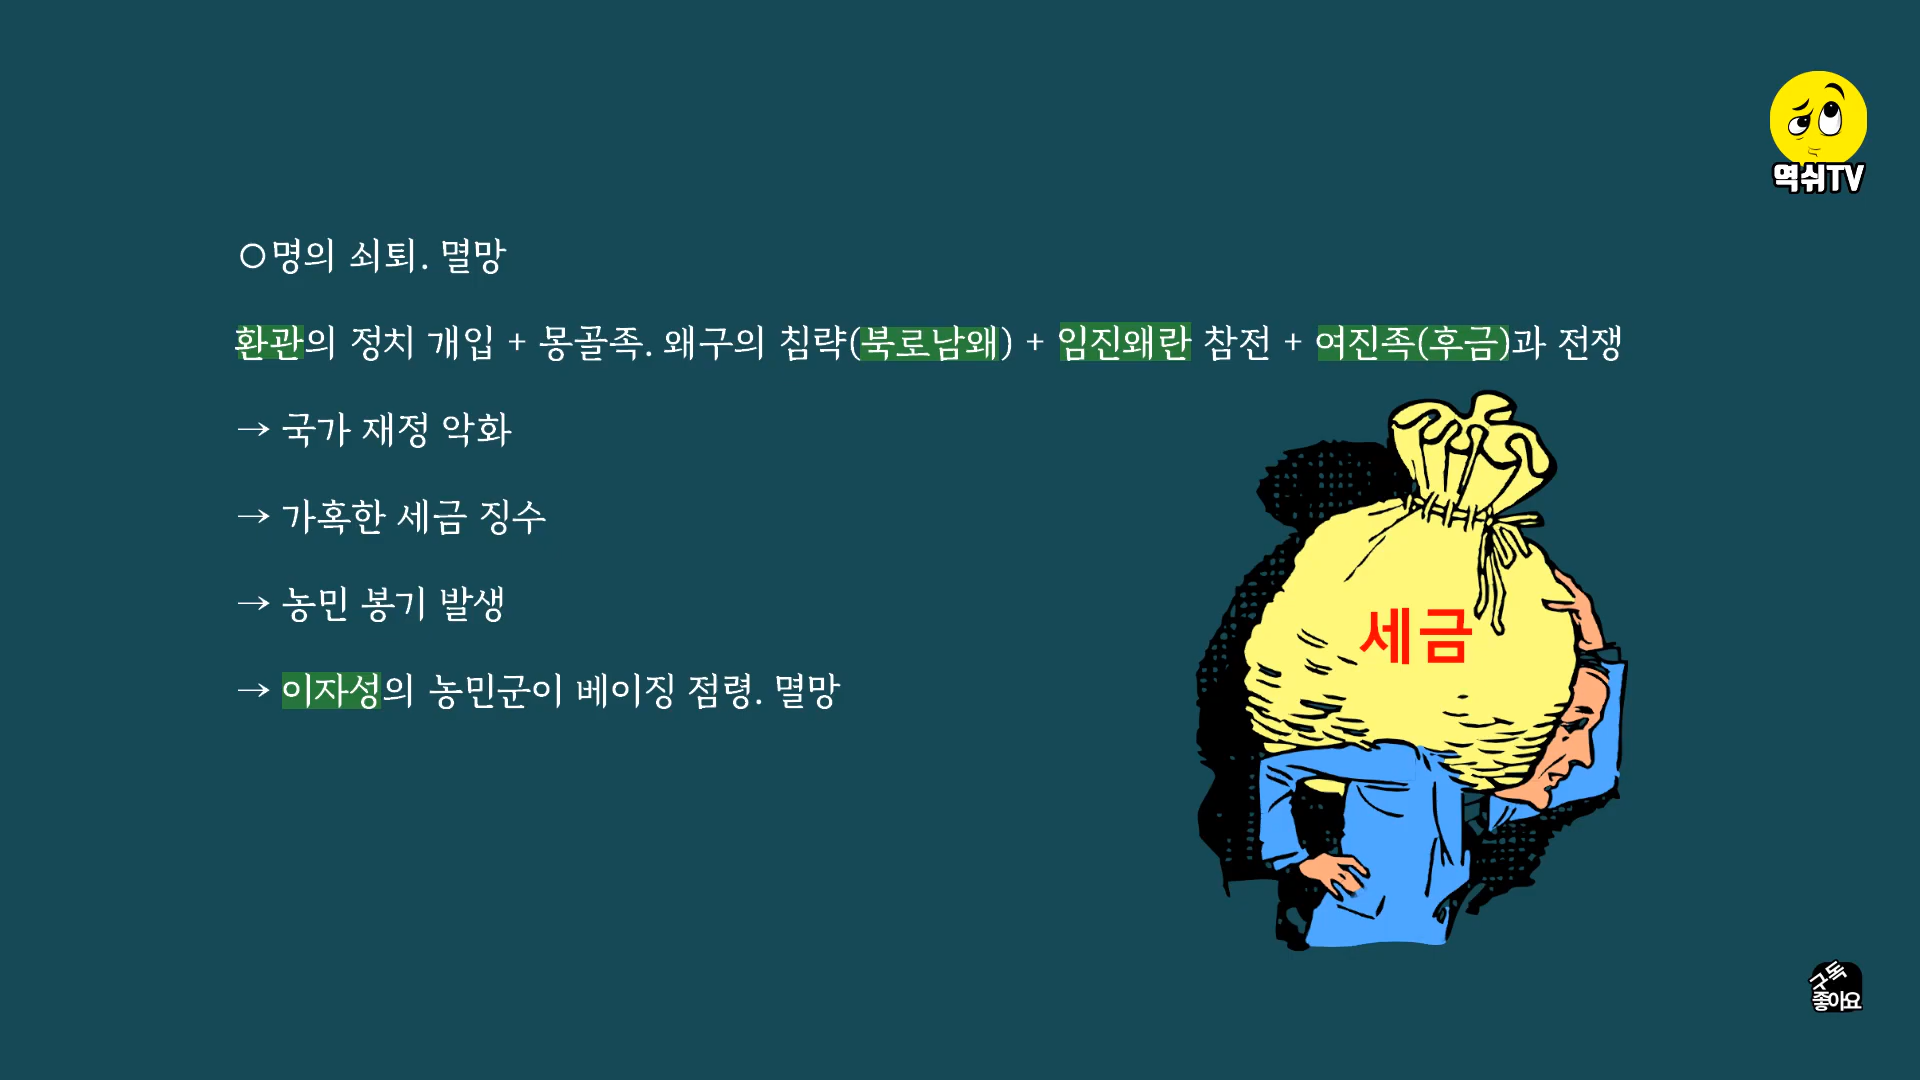 역쉬TV
○명의 쇠퇴. 멸망
환관의 정치 개입 + 몽골족. 왜구의 침략(북로남왜) + 임진왜란 참전 + 여진족(후금)과 전쟁
→ 국가 재정 악화
→ 가혹한 세금 징수
→ 농민 봉기 발생
→ 이자성의 농민군이 베이징 점령. 멸망
세금
구독
좋아요